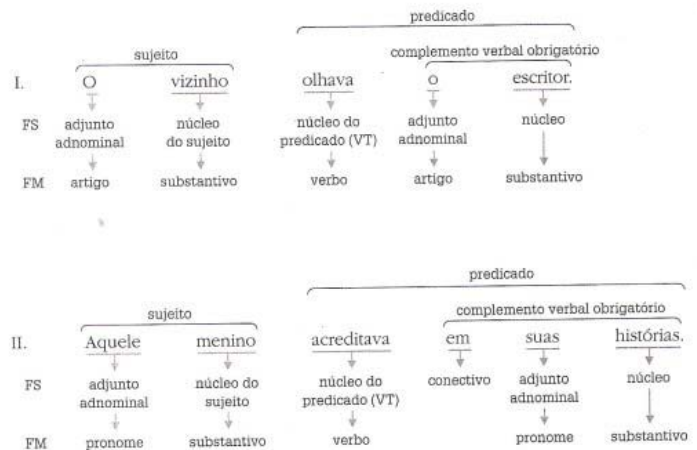 predicado
sujeito complemento verbal obrigatório
I. O vizinho olhava o escritor.
FS adjunto núcleo núcleo do adjunto núcleo
adnominal do sujeito predicado (VT) adnominal
FM artigo substantivo verbo artigo substantivo
predicado
sujeito complemento verbal obrigatório
II. Aquele menino acreditava em suas histórias.
FS adjunto núcleo do núcleo do conectivo adjunto núcleo
adnominal sujeito predicado (VT) adnominal
FM pronome substantivo verbo pronome substantivo